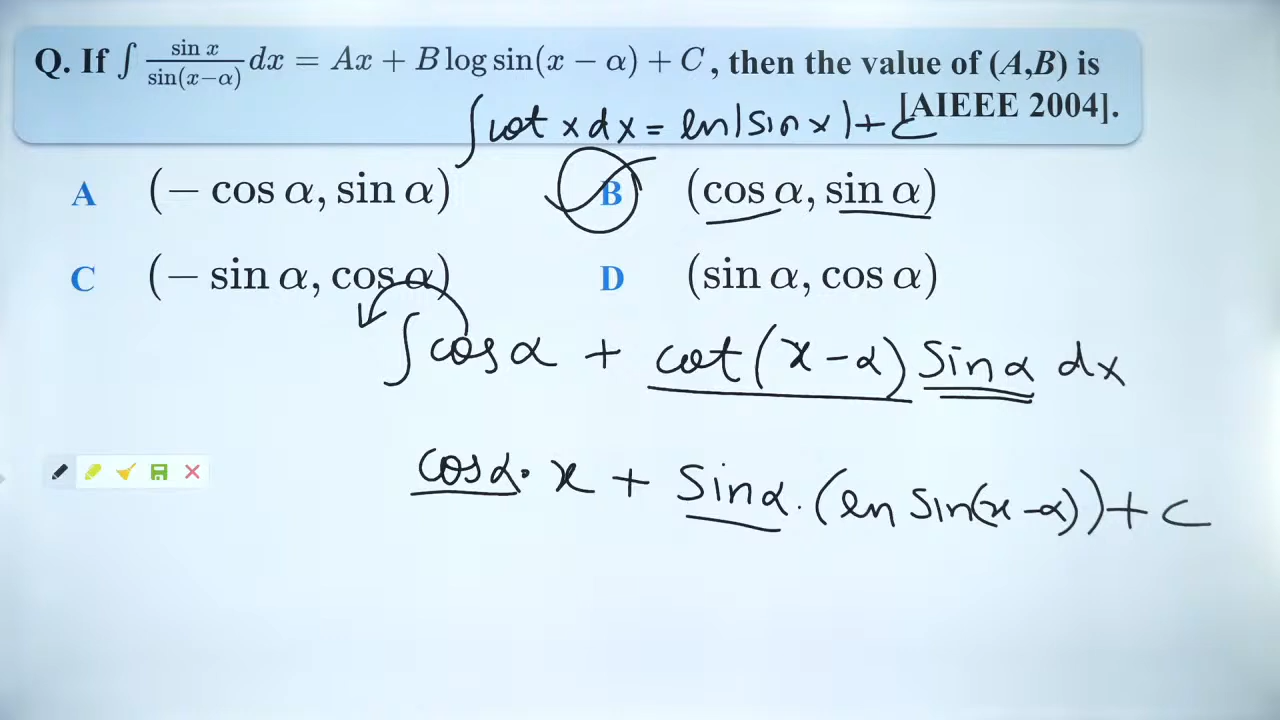 Q. If ∫ sin x / sin(x−α) dx = Ax + B log sin(x − α) + C, then the value of (A,B) is
[AIEEE 2004].
∫ cot x dx = ln|sin x| + C
A (− cos α, sin α) B (cos α, sin α)
C (− sin α, cos α) D (sin α, cos α)
∫ cos α + cot(x−α) sin α dx
cos α · x + sin α · (ln sin(x−α)) + C